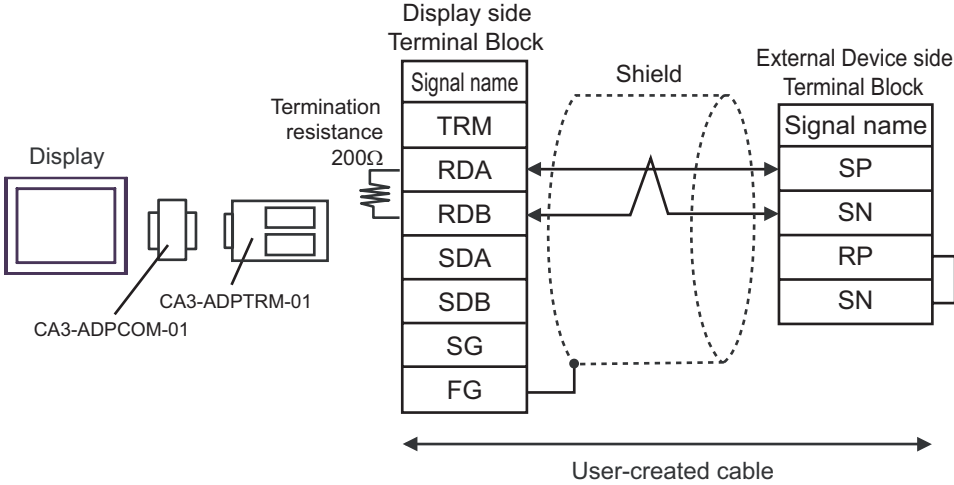 Display side
Terminal Block
External Device side
Terminal Block
Shield
Signal name
Signal name
Termination
resistance
200Ω
TRM
RDA
SP
RDB
SN
SDA
RP
SDB
SN
SG
FG
Display
CA3-ADPTRM-01
CA3-ADPCOM-01
User-created cable